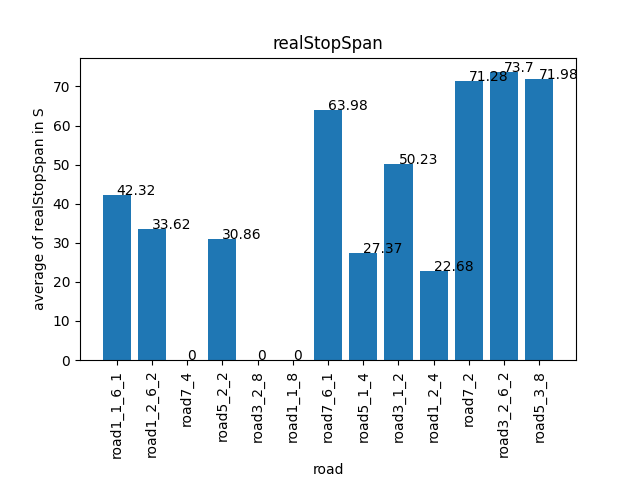 realStopSpan
average of realStopSpan in S
70
60
50
40
30
20
10
0
42.32
33.62
0
30.86
0
0
63.98
27.37
50.23
22.68
71.28
73.7
71.98
road1_1_6_1
road1_2_6_2
road7_4
road5_2_2
road3_2_8
road1_1_8
road7_6_1
road5_1_4
road3_1_2
road1_2_4
road7_2
road3_2_6_2
road5_3_8
road